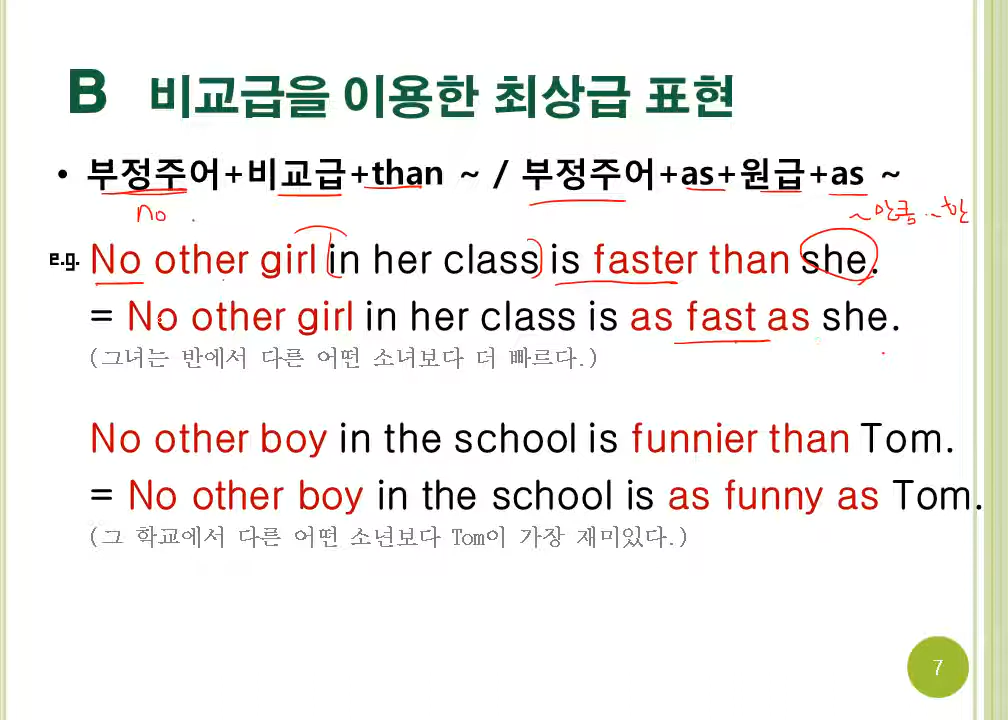 B 비교급을 이용한 최상급 표현
• 부정주어+비교급+than ~ / 부정주어+as+원급+as ~
no
~만큼 ..한
e.g. No other girl in her class is faster than she.
= No other girl in her class is as fast as she.
(그녀는 반에서 다른 어떤 소녀보다 더 빠르다.)
No other boy in the school is funnier than Tom.
= No other boy in the school is as funny as Tom.
(그 학교에서 다른 어떤 소년보다 Tom이 가장 재미있다.)
7